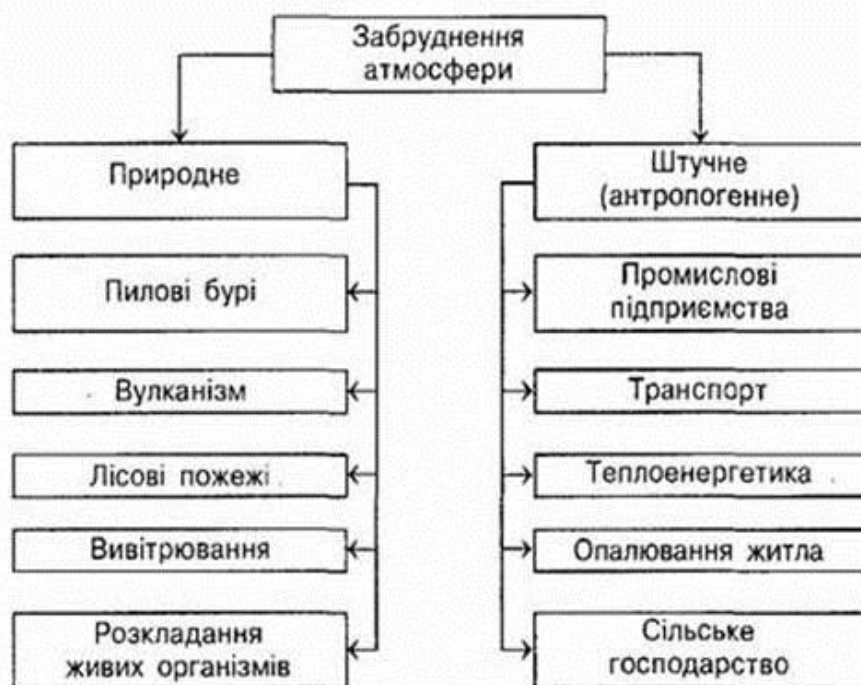 Забруднення
атмосфери
Природне
Штучне
(антропогенне)
Пилові бурі
Промислові
підприємства
Вулканізм
Транспорт
Лісові пожежі
Теплоенергетика
Вивітрювання
Опалювання житла
Розкладання
живих організмів
Сільське
господарство